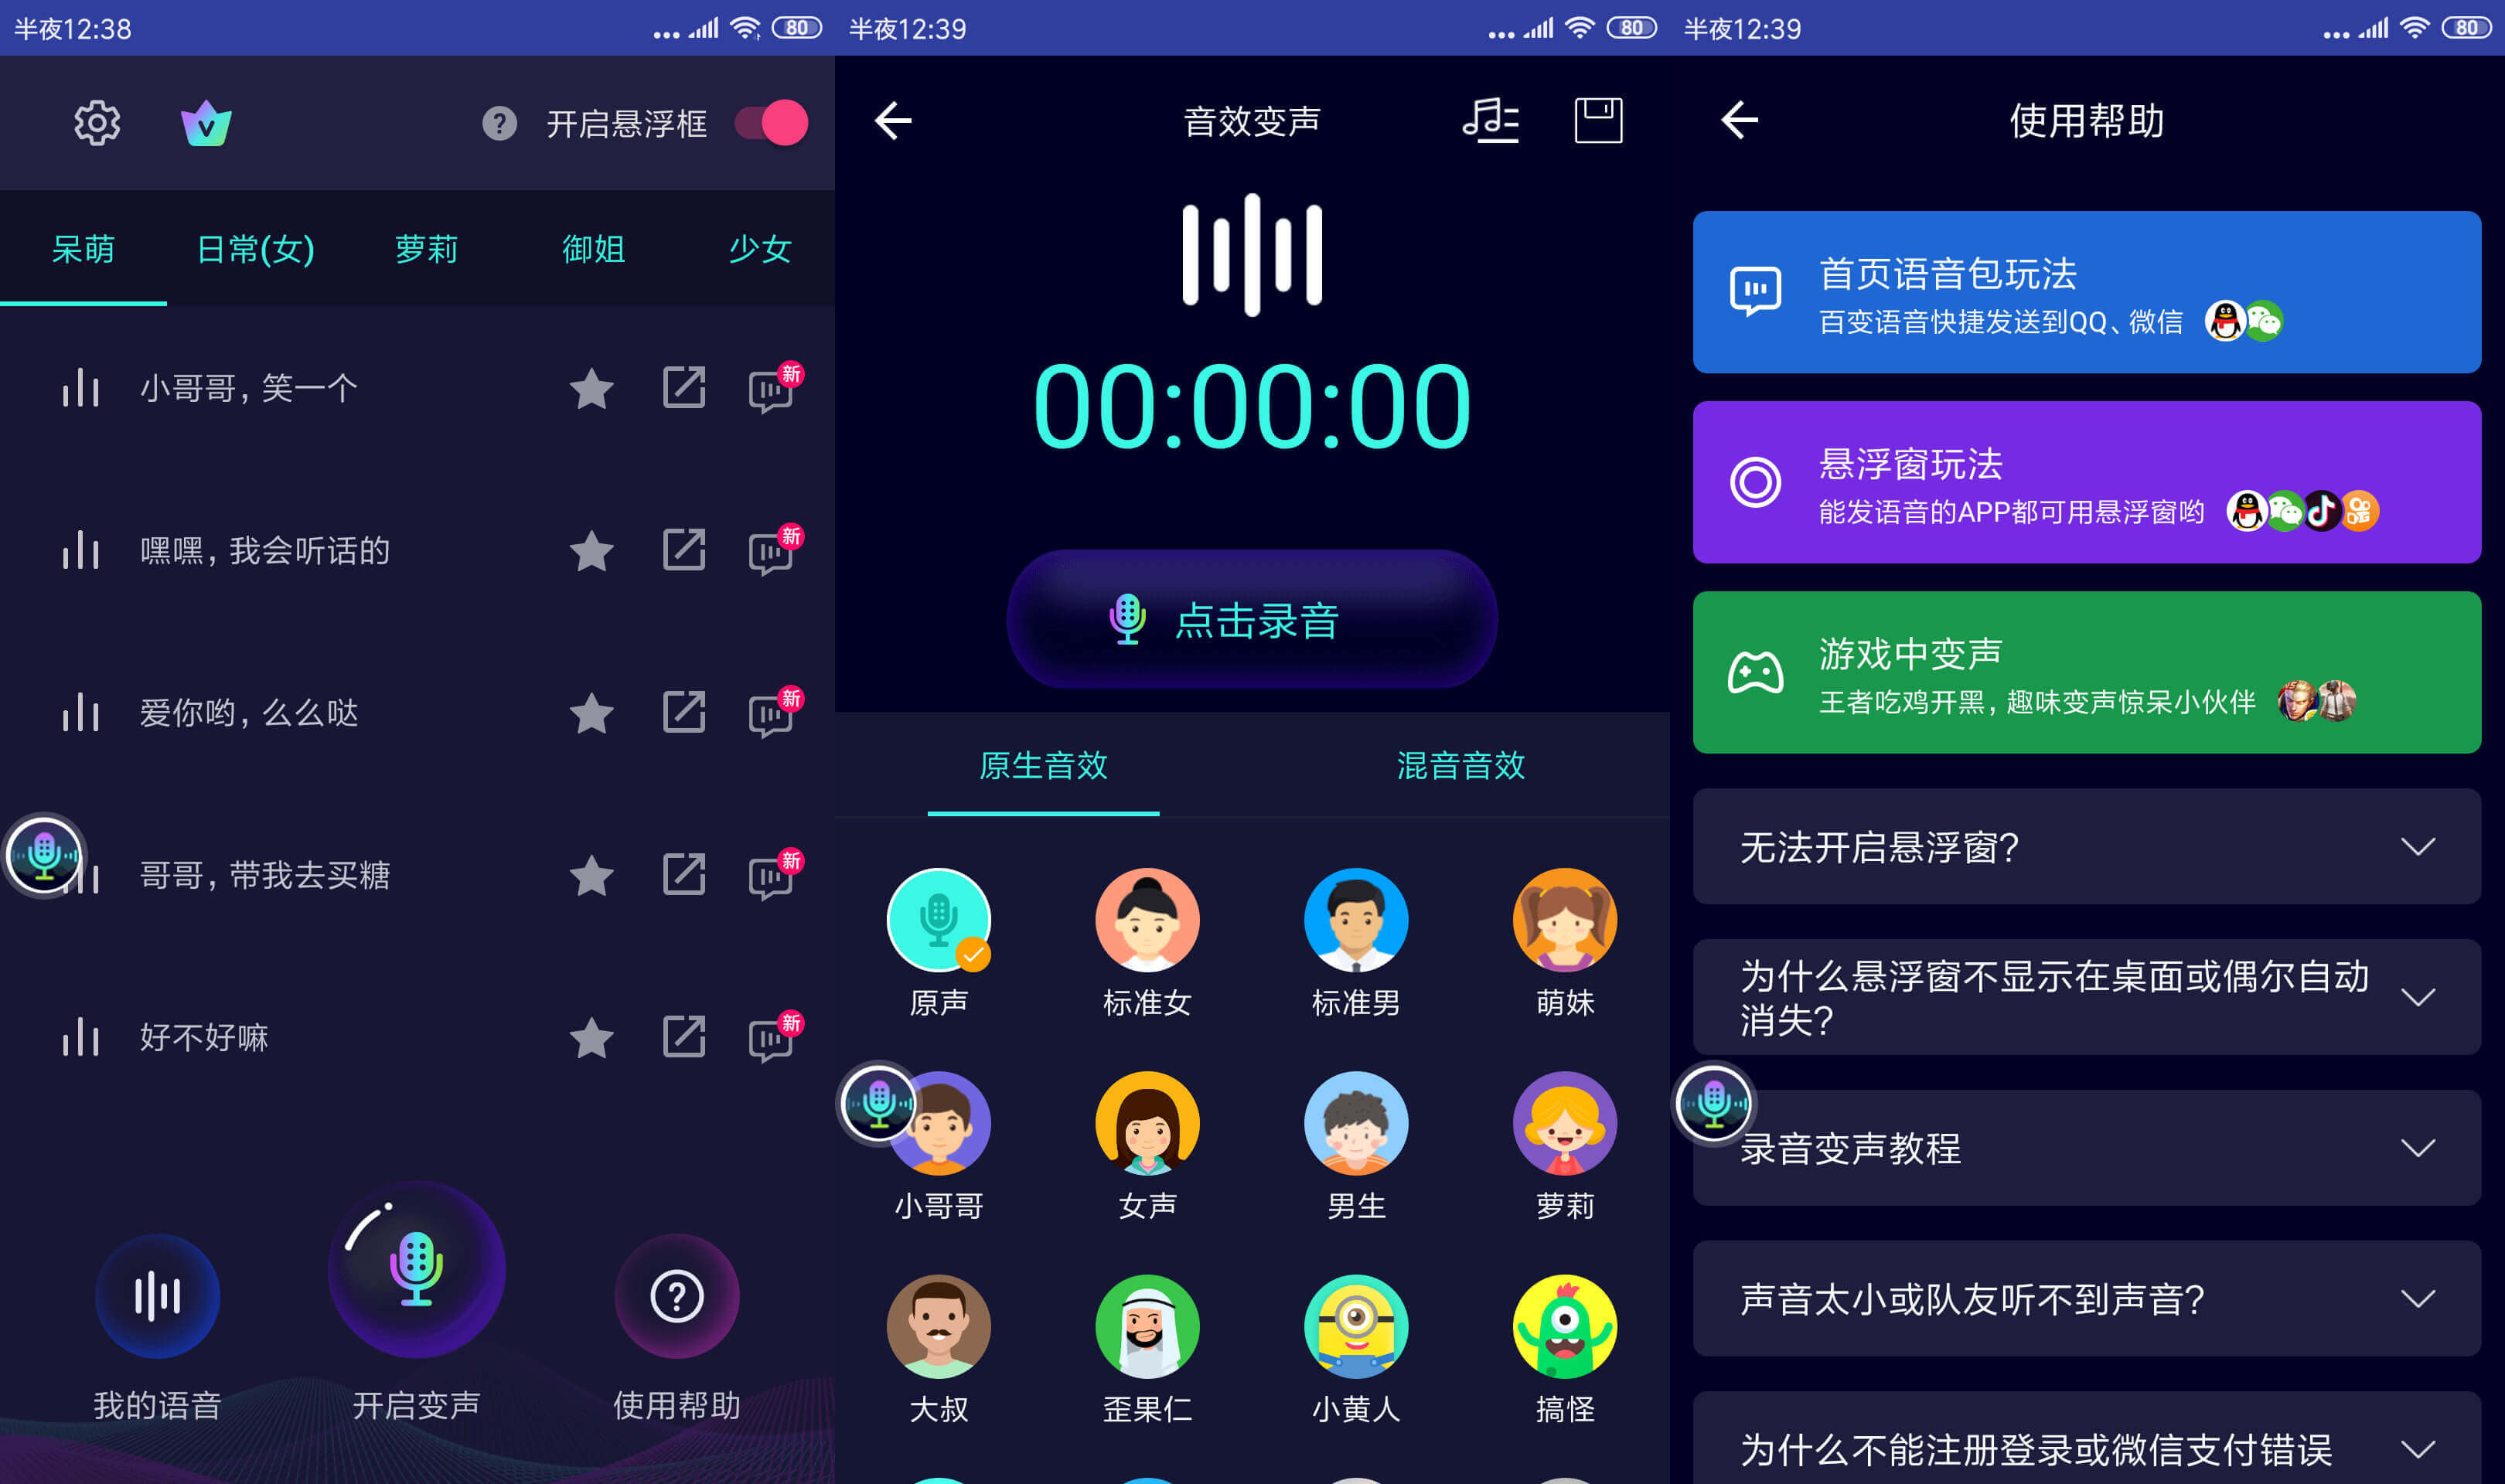 半夜12:38
80
开启悬浮框
呆萌 日常(女) 萝莉 御姐 少女
小哥哥，笑一个
新
嘿嘿，我会听话的
新
爱你哟，么么哒
新
哥哥，带我去买糖
新
好不好嘛
新
我的语音 开启变声 使用帮助
半夜12:39
80
音效变声
00:00:00
点击录音
原生音效 混音音效
原声 标准女 标准男 萌妹
小哥哥 女声 男生 萝莉
大叔 歪果仁 小黄人 搞怪
半夜12:39
80
使用帮助
首页语音包玩法
百变语音快捷发送到QQ、微信
悬浮窗玩法
能发语音的APP都可用悬浮窗哟
游戏中变声
王者吃鸡开黑，趣味变声惊呆小伙伴
无法开启悬浮窗?
为什么悬浮窗不显示在桌面或偶尔自动
消失?
录音变声教程
声音太小或队友听不到声音?
为什么不能注册登录或微信支付错误